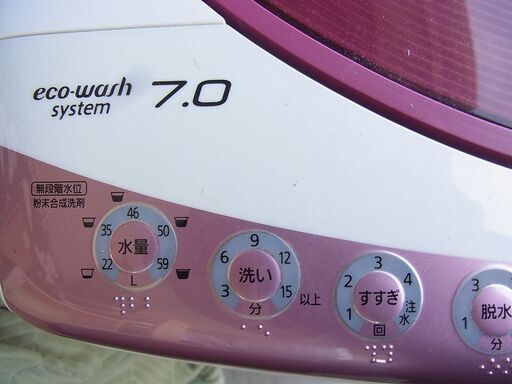 eco-wash 7.0
system
無段階水位
粉末合成洗剤
46
35 50
水量
22 59
L
9
6 12
洗い
3 15 以上
分
3
2 4
すすぎ
1 注水
回
3
脱水
1
分